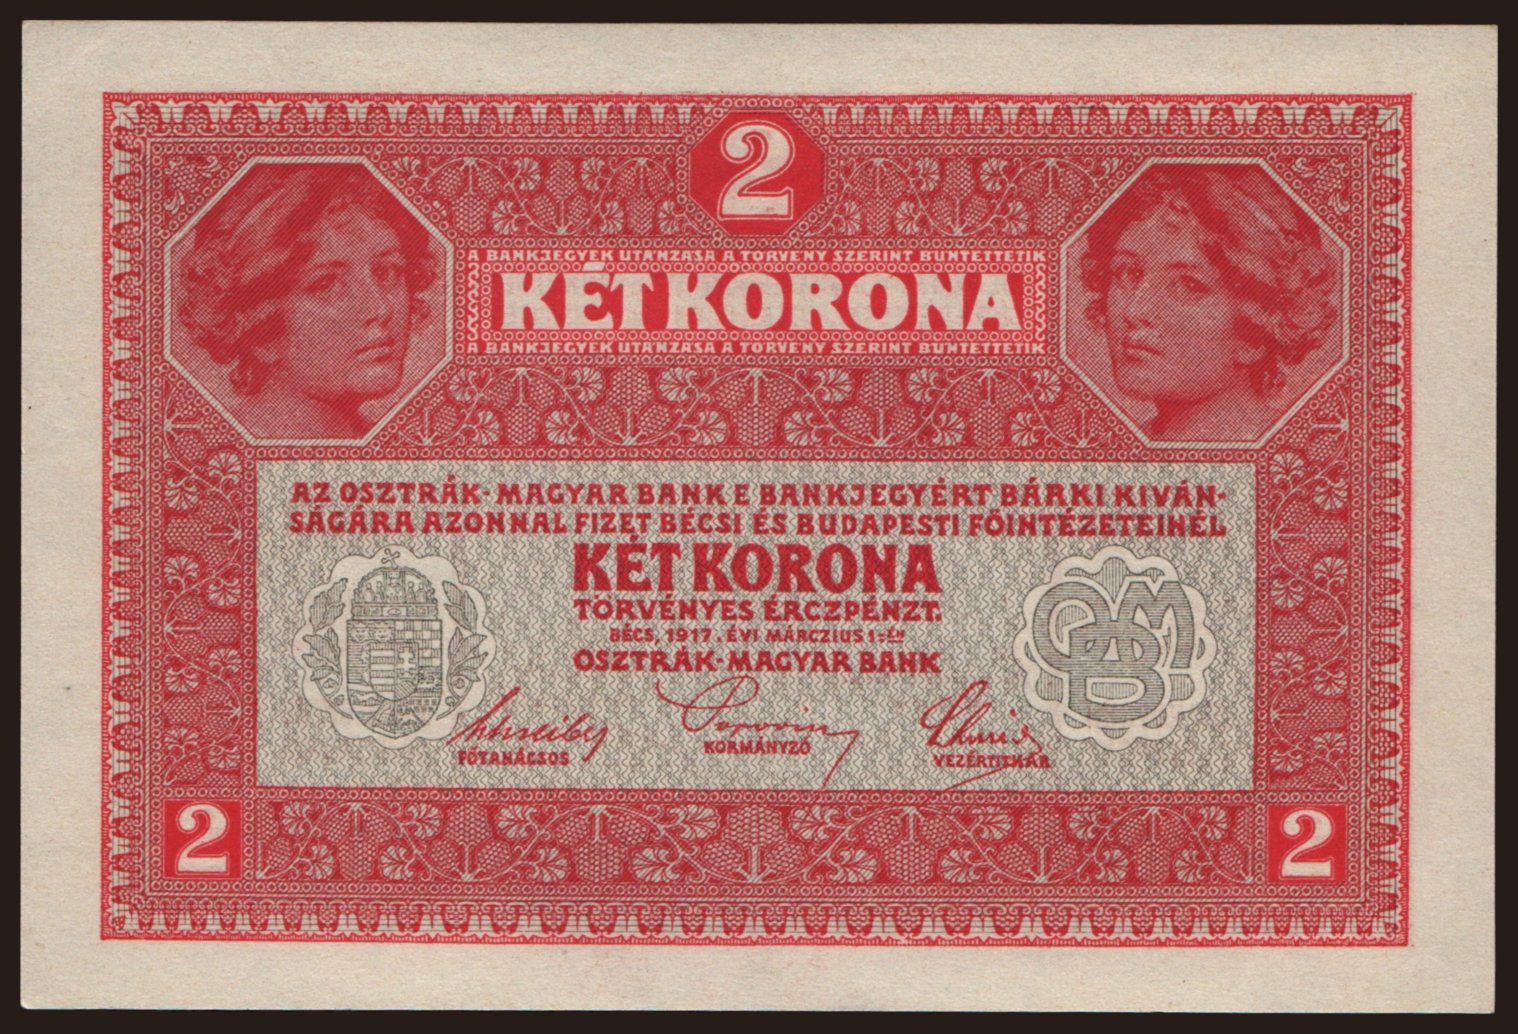 2
A BANKJEGYEK UTÁNZÁSA A TÖRVÉNY SZERINT BÜNTETTETIK
KÉT KORONA
A BANKJEGYEK UTÁNZÁSA A TÖRVÉNY SZERINT BÜNTETTETIK
AZ OSZTRÁK-MAGYAR BANK E BANKJEGYÉRT BÁRKI KIVÁN-
SÁGÁRA AZONNAL FIZET BÉCSI ÉS BUDAPESTI FŐINTÉZETEINÉL
KÉT KORONA
TÖRVÉNYES ÉRCZPÉNZT.
BÉCS, 1917. ÉVI MÁRCZIUS 1-ÉN
OSZTRÁK-MAGYAR BANK
FŐTANÁCSOS KORMÁNYZÓ VEZÉRTITKÁR
2 2